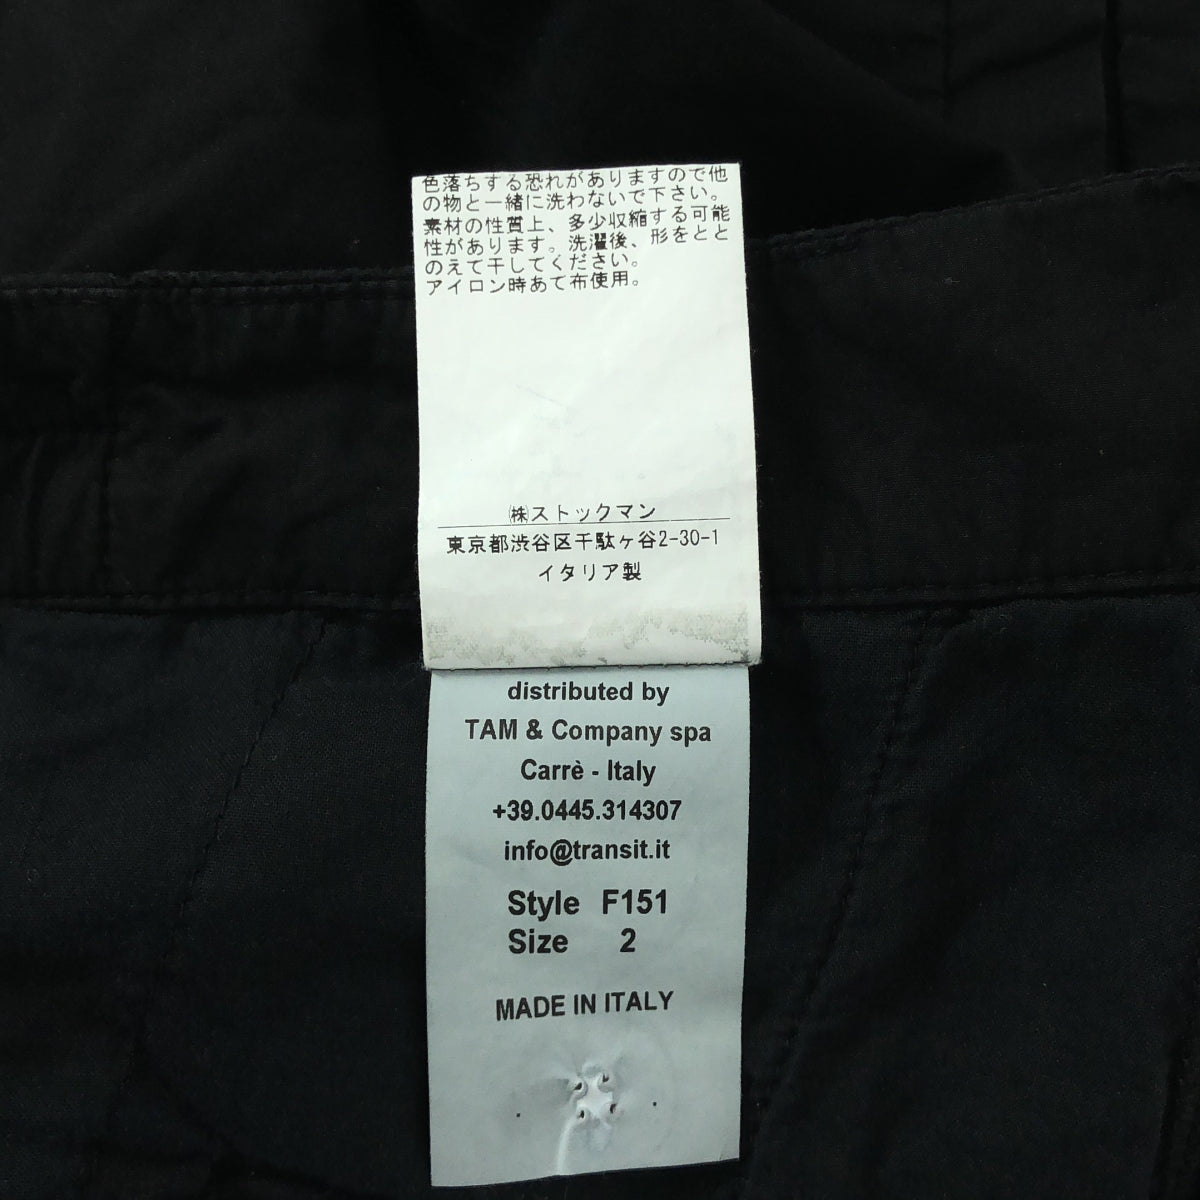 色落ちする恐れがありますので他
の物と一緒に洗わないで下さい。
素材の性質上、多少収縮する可能
性があります。洗濯後、形をとと
のえて干してください。
アイロン時あて布使用。
㈱ストックマン
東京都渋谷区千駄ヶ谷2-30-1
イタリア製
distributed by
TAM & Company spa
Carrè - Italy
+39.0445.314307
info@transit.it
Style F151
Size 2
MADE IN ITALY